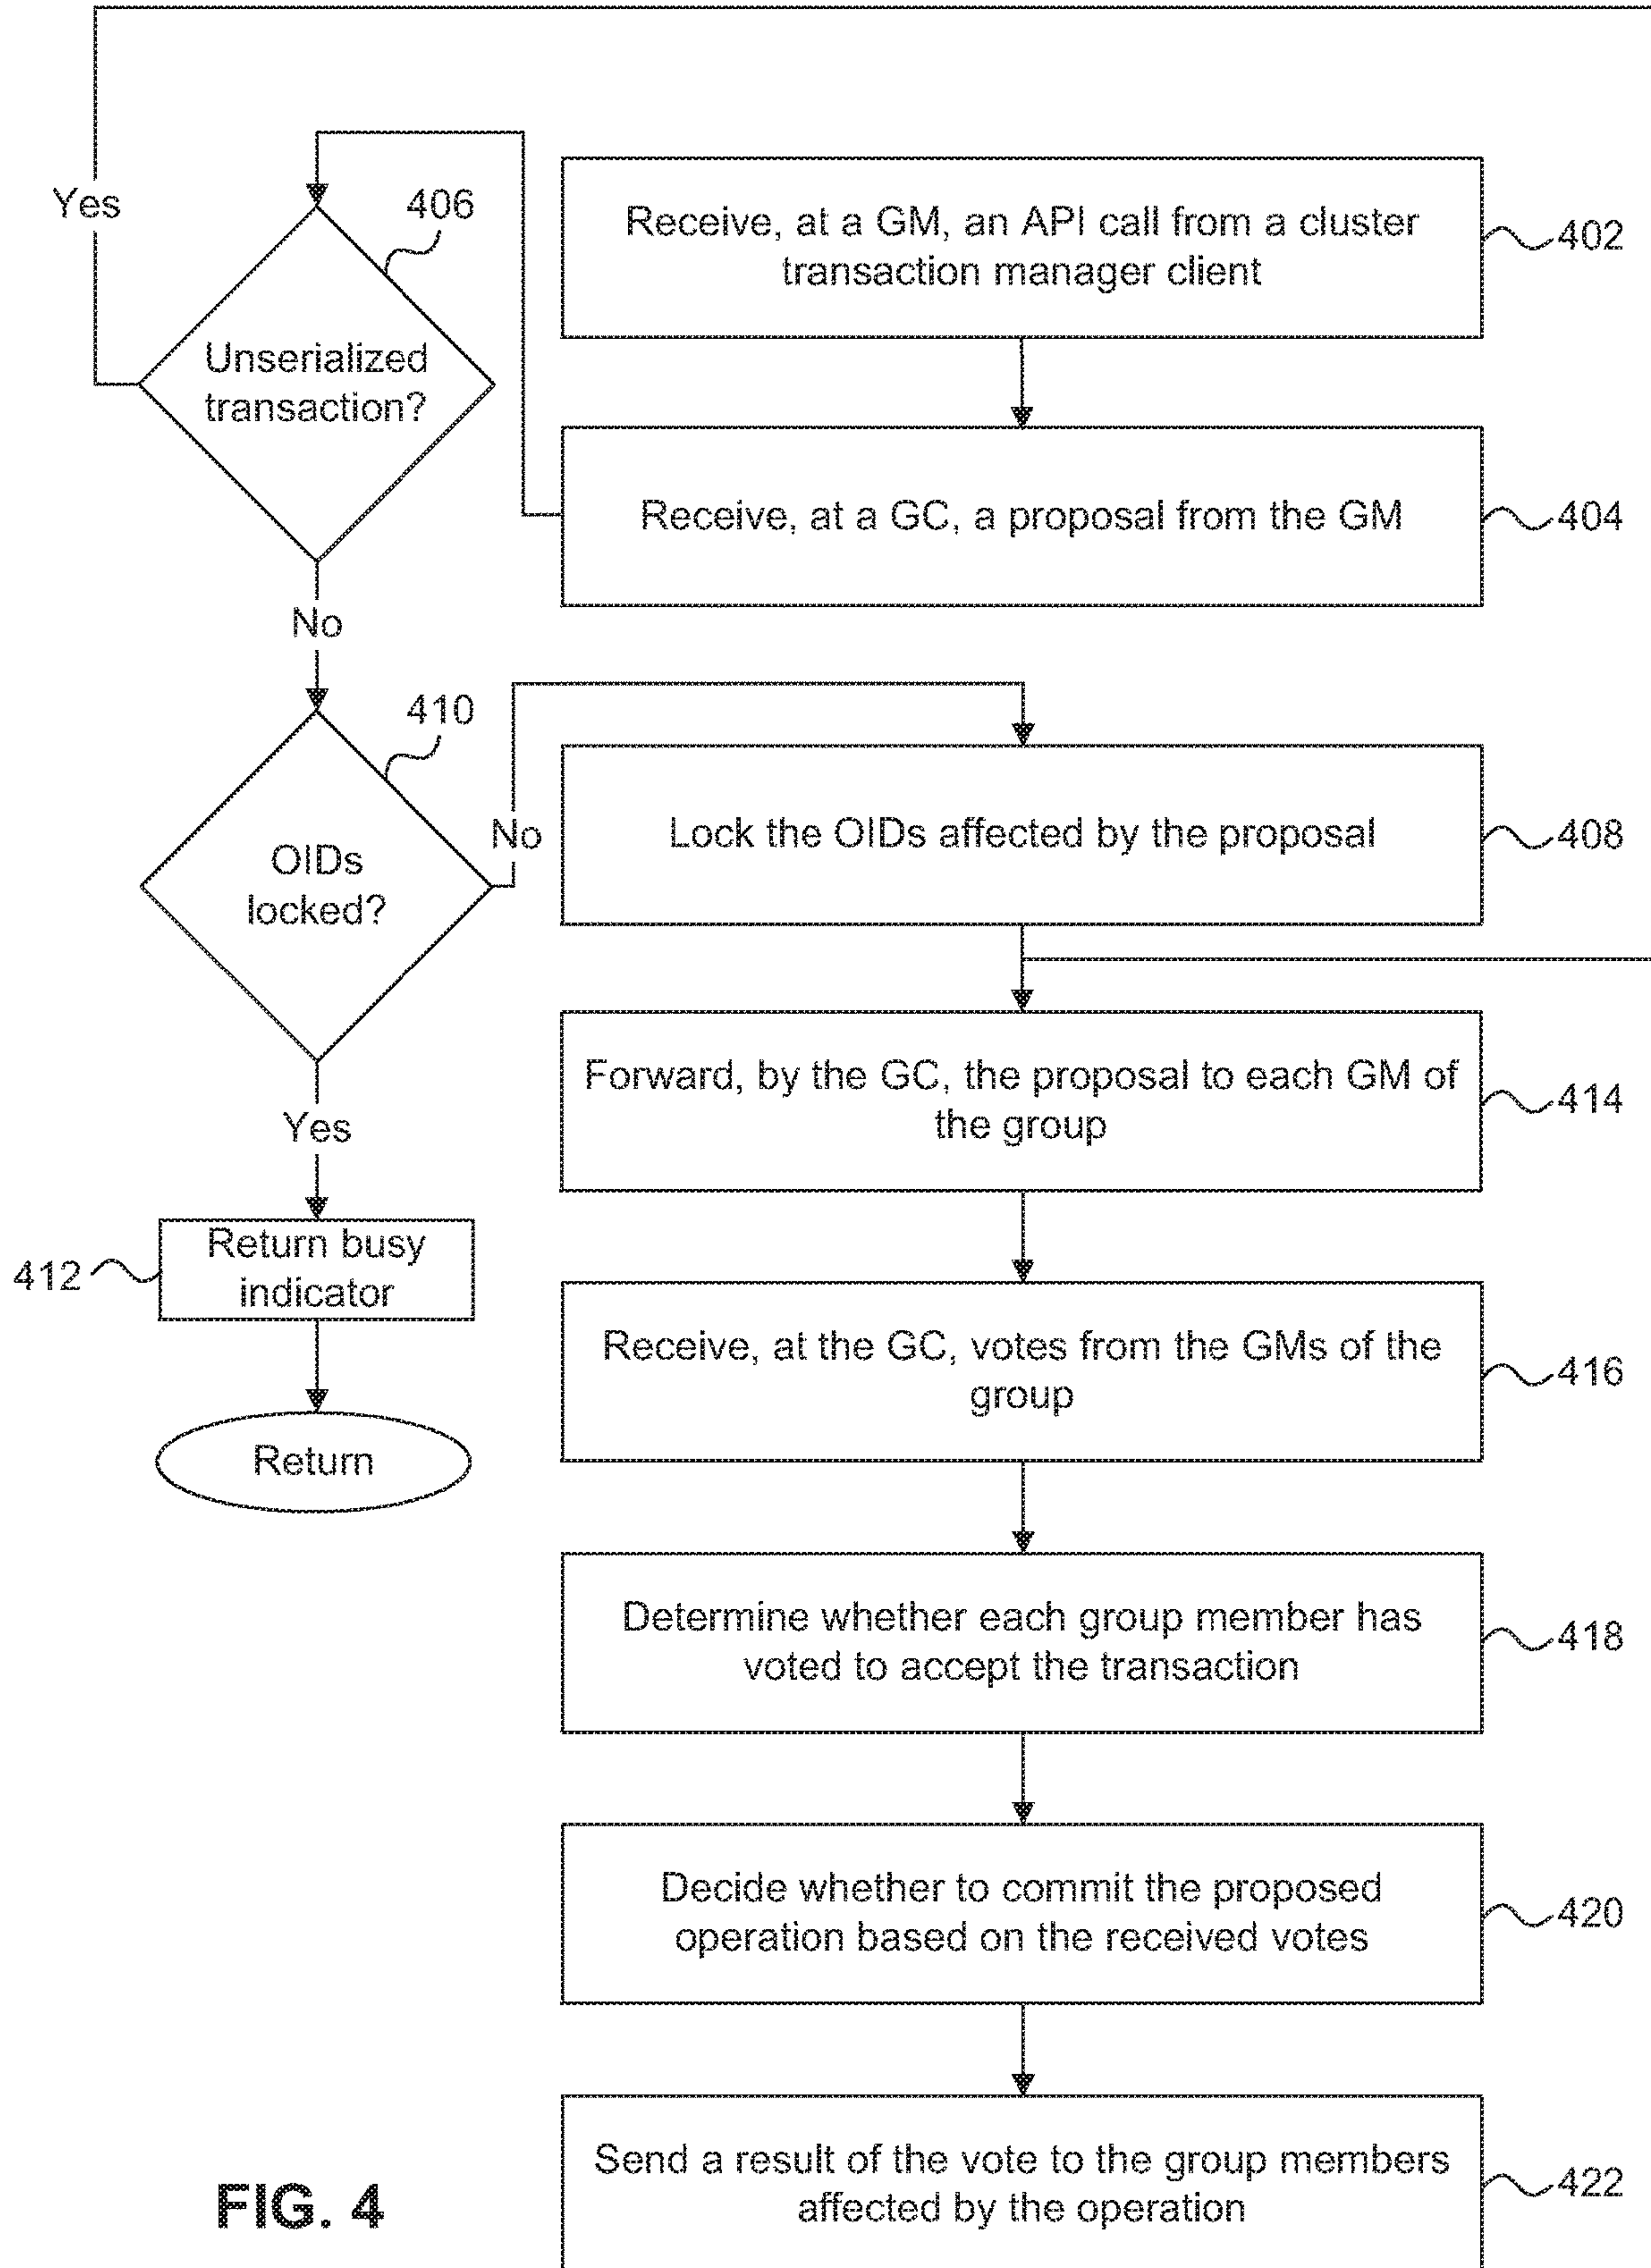 Yes
406
Receive, at a GM, an API call from a cluster
transaction manager client
402
Unserialized
transaction?
Receive, at a GC, a proposal from the GM
404
No
410
No
Lock the OIDs affected by the proposal
408
OIDs
locked?
Forward, by the GC, the proposal to each GM of
the group
414
Yes
Return busy
indicator
412
Receive, at the GC, votes from the GMs of the
group
416
Return
Determine whether each group member has
voted to accept the transaction
418
Decide whether to commit the proposed
operation based on the received votes
420
Send a result of the vote to the group members
affected by the operation
422
FIG. 4